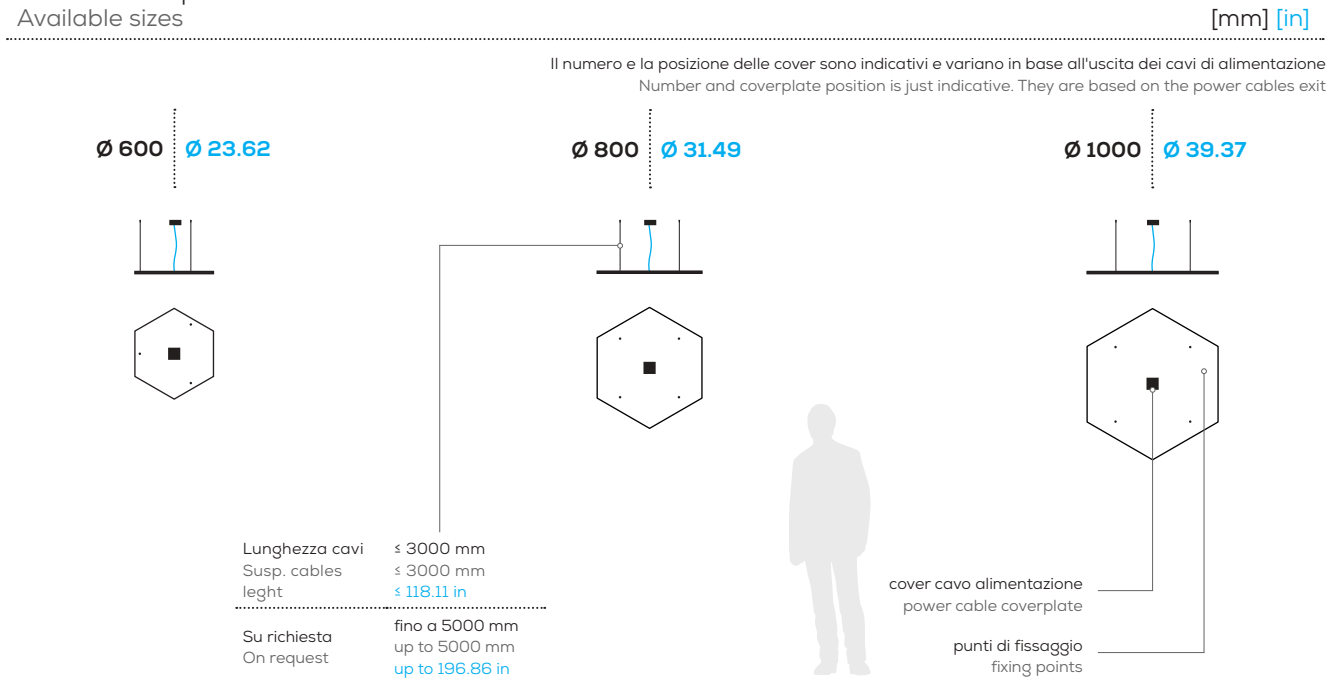 Available sizes
[mm] [in]
Il numero e la posizione delle cover sono indicativi e variano in base all'uscita dei cavi di alimentazione
Number and coverplate position is just indicative. They are based on the power cables exit
Ø 600 Ø 23.62
Ø 800 Ø 31.49
Ø 1000 Ø 39.37
Lunghezza cavi ≤ 3000 mm
Susp. cables ≤ 3000 mm
leght ≤ 118.11 in
Su richiesta
On request
fino a 5000 mm
up to 5000 mm
up to 196.86 in
cover cavo alimentazione
power cable coverplate
punti di fissaggio
fixing points